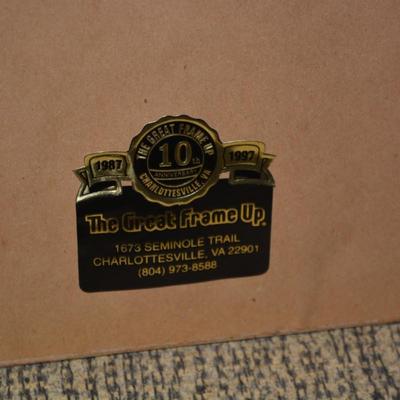 THE GREAT FRAME UP
1987 10th 1997
ANNIVERSARY
CHARLOTTESVILLE, VA
The Great Frame Up
1673 SEMINOLE TRAIL
CHARLOTTESVILLE, VA 22901
(804) 973-8588